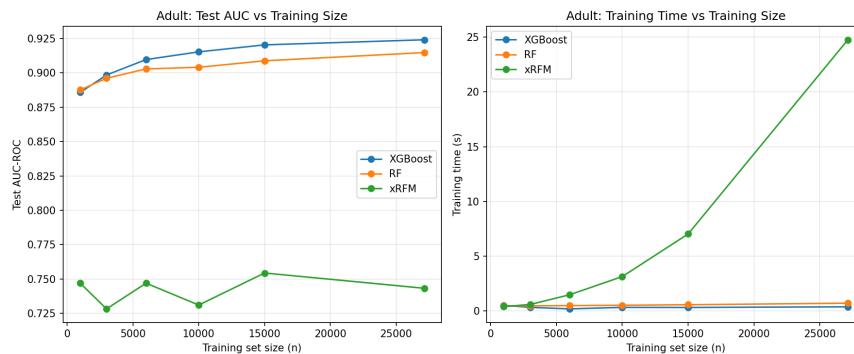 Adult: Test AUC vs Training Size
Test AUC-ROC
0.925
0.900
0.875
0.850
0.825
0.800
0.775
0.750
0.725
XGBoost
RF
xRFM
0
5000
10000
15000
20000
25000
Training set size (n)
Adult: Training Time vs Training Size
Training time (s)
25
20
15
10
5
0
XGBoost
RF
xRFM
0
5000
10000
15000
20000
25000
Training set size (n)